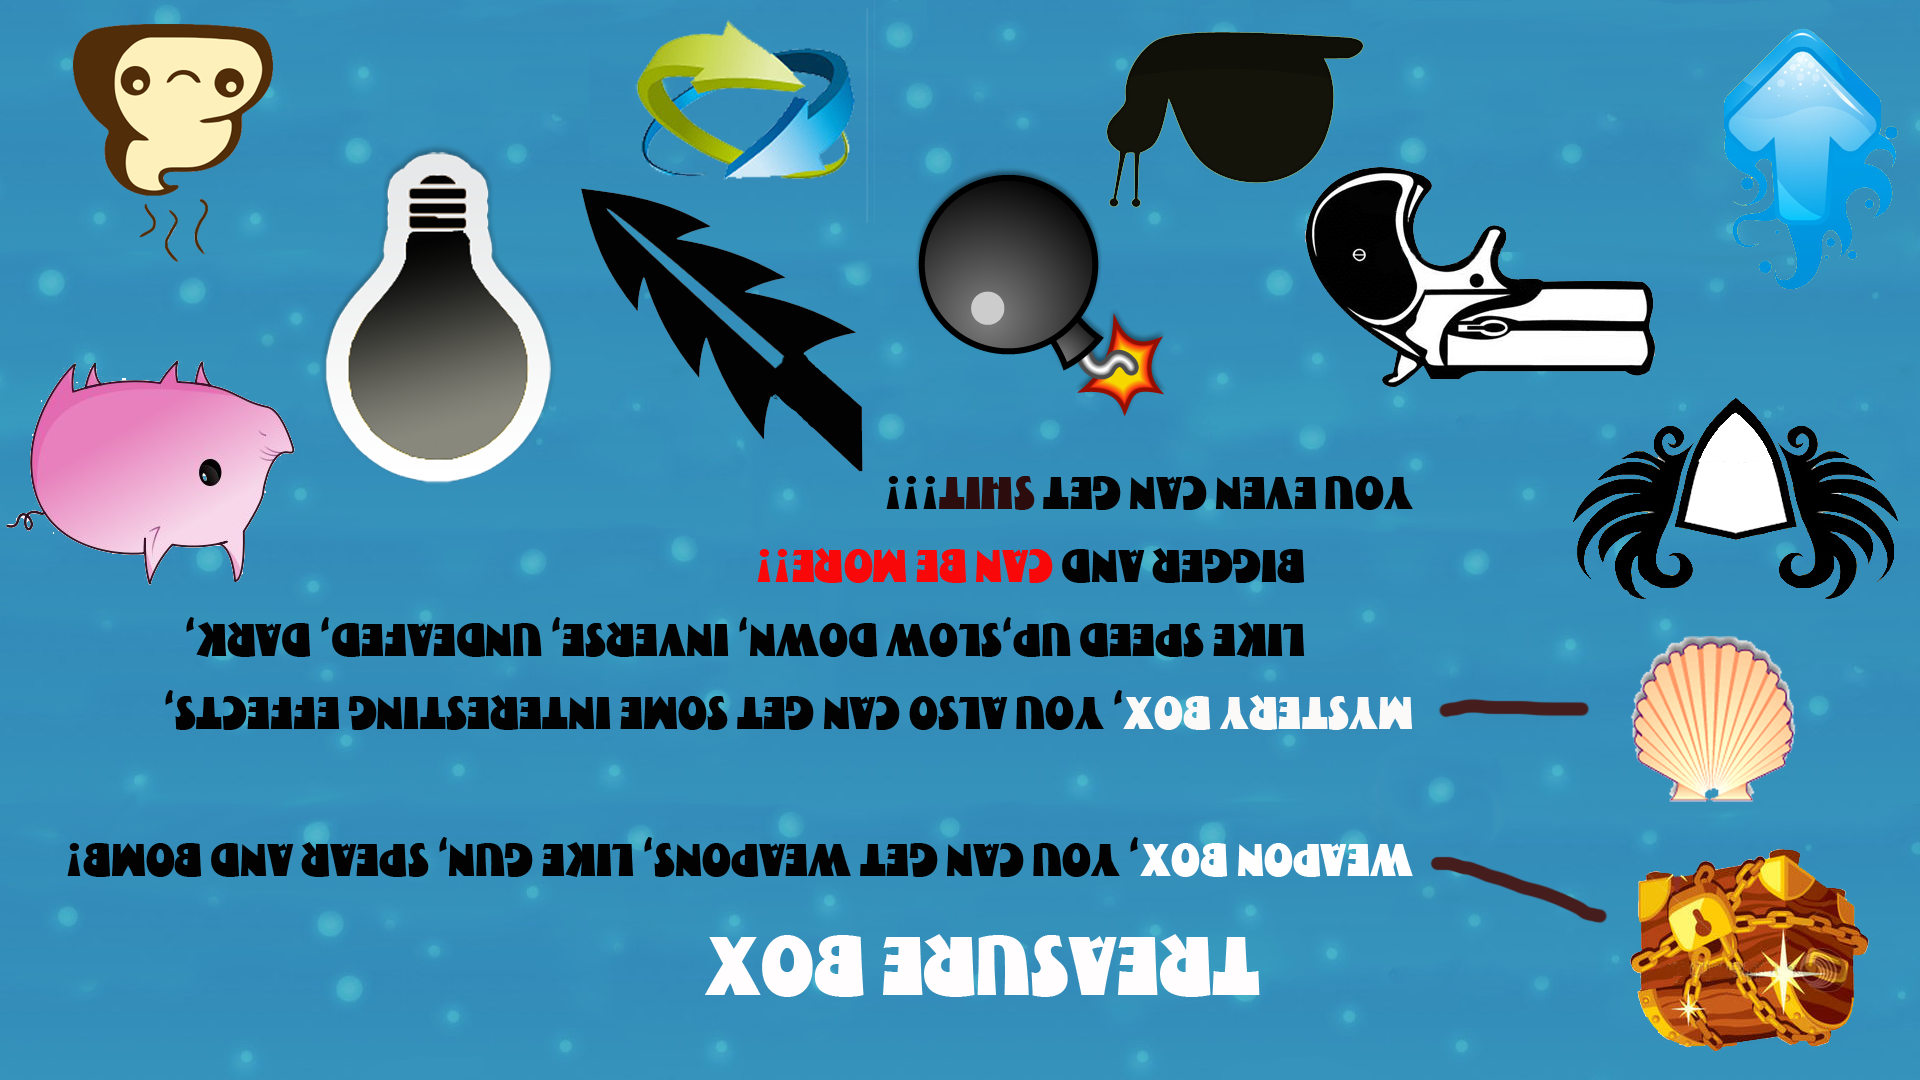 TREASURE BOX
WEAPON BOX, YOU CAN GET WEAPONS, LIKE GUN, SPEAR AND BOMB!
MYSTERY BOX, YOU ALSO CAN GET SOME INTERESTING EFFECTS,
LIKE SPEED UP,SLOW DOWN, INVERSE, UNDEAFED, DARK,
BIGGER AND CAN BE MORE!!
YOU EVEN CAN GET SHIT!!!